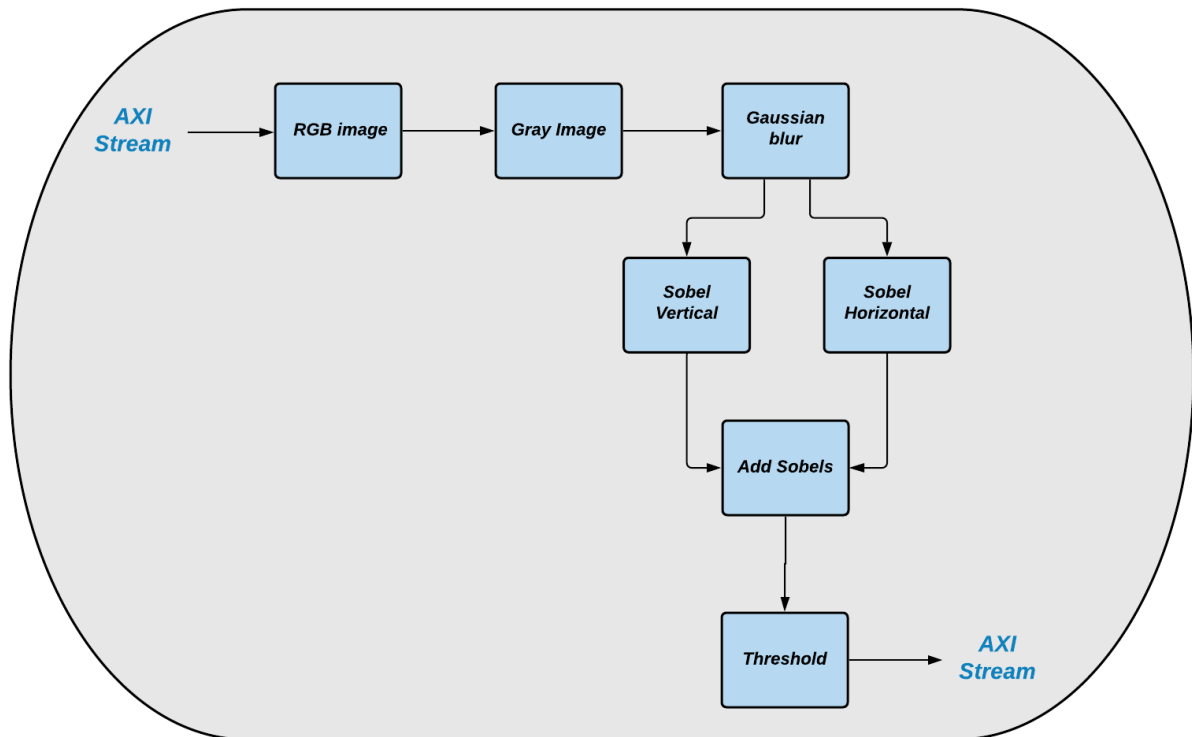 AXI
Stream
RGB image
Gray Image
Gaussian
blur
Sobel
Vertical
Sobel
Horizontal
Add Sobels
Threshold
AXI
Stream